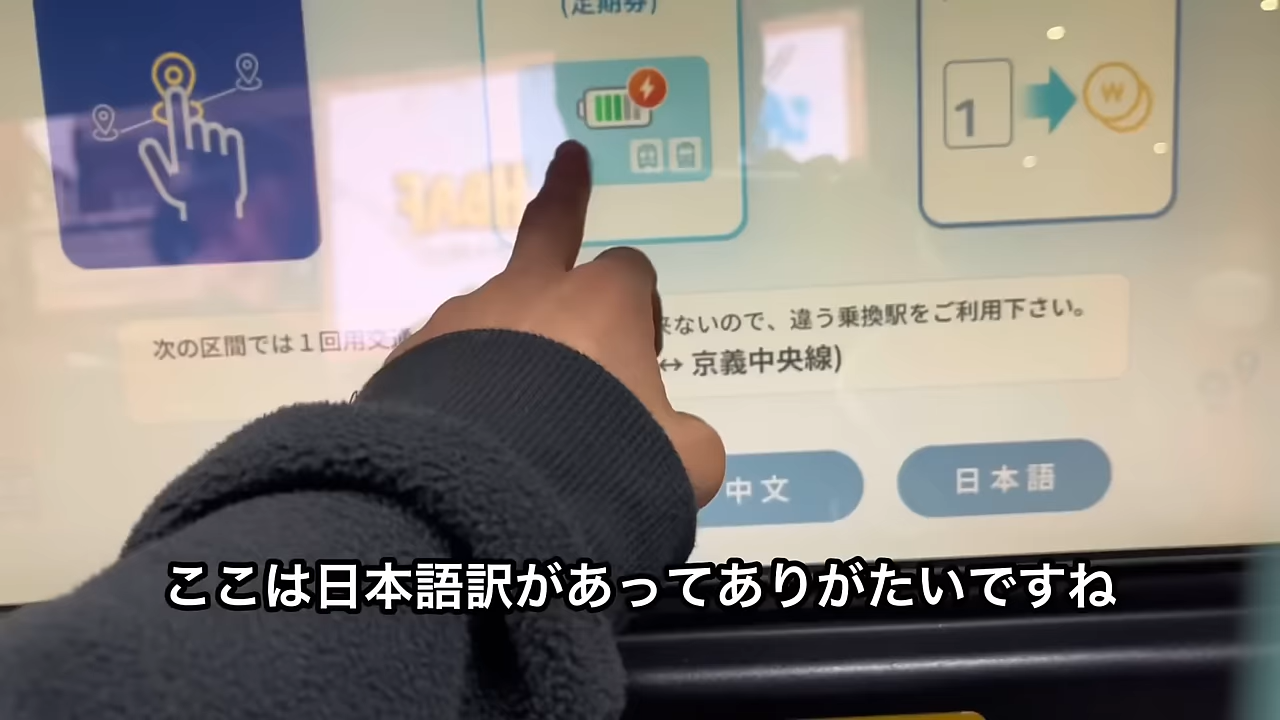 (定期券)
1
W
次の区間では1回用交通
来ないので、違う乗換駅をご利用下さい。
↔ 京義中央線)
中文
日本語
ここは日本語訳があってありがたいですね